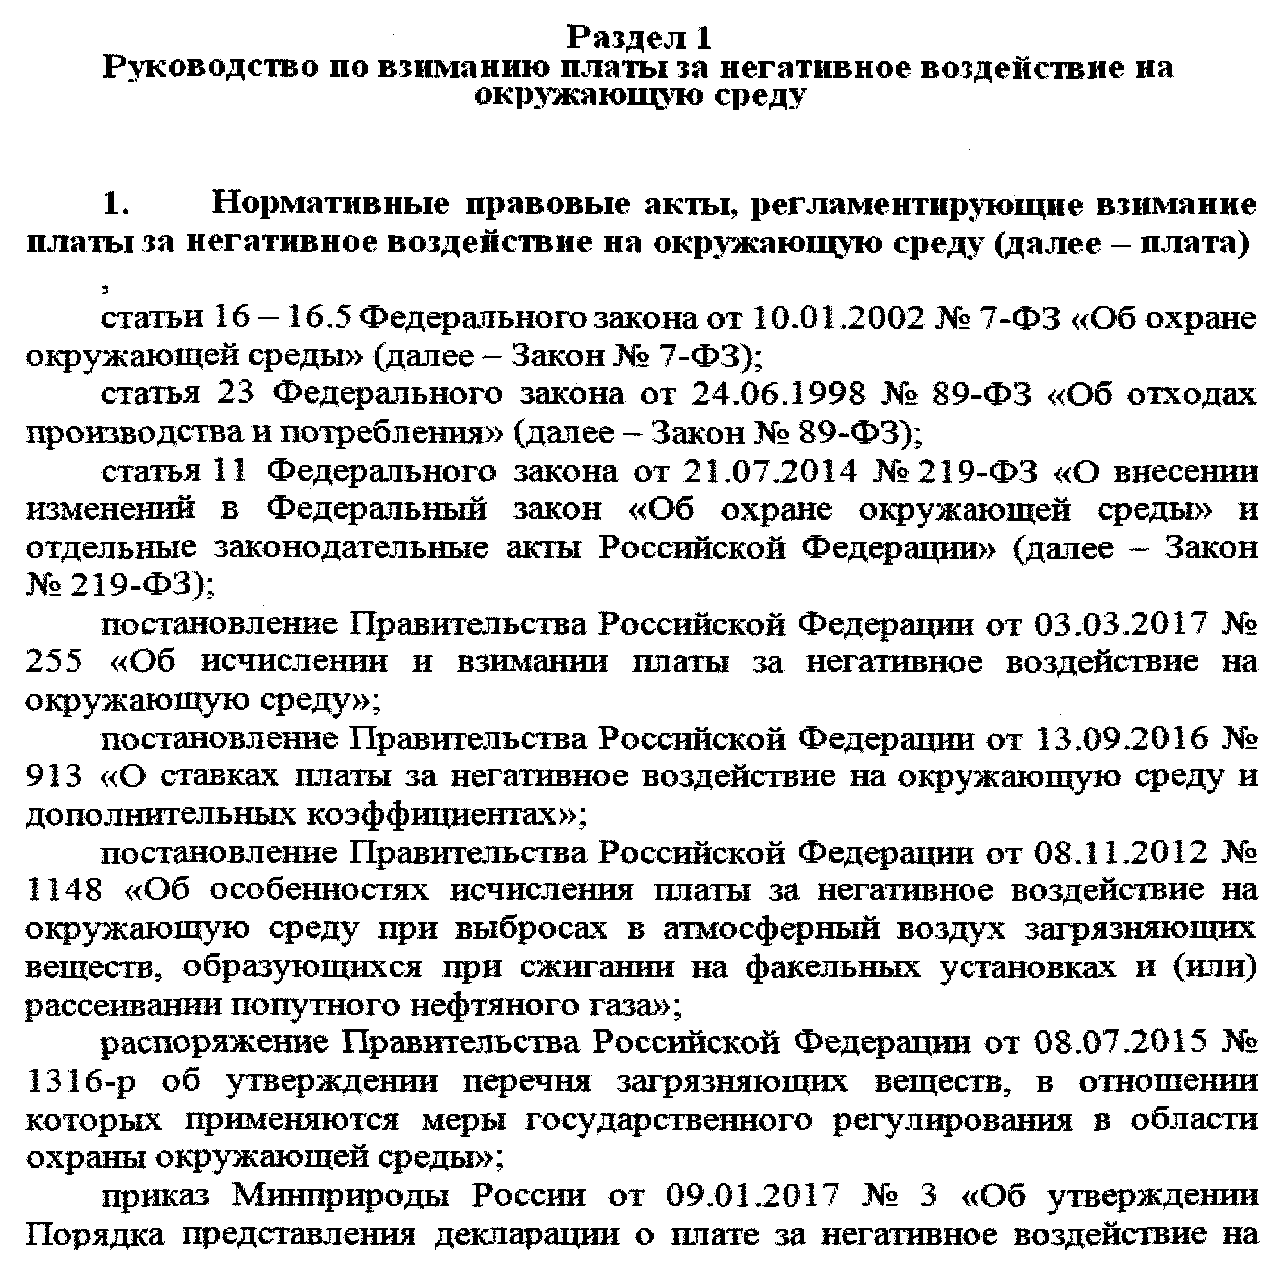 Раздел 1
Руководство по взиманию платы за негативное воздействие на
окружающую среду
1. Нормативные правовые акты, регламентирующие взимание
платы за негативное воздействие на окружающую среду (далее – плата)
,
статьи 16 – 16.5 Федерального закона от 10.01.2002 № 7-ФЗ «Об охране
окружающей среды» (далее – Закон № 7-ФЗ);
статья 23 Федерального закона от 24.06.1998 № 89-ФЗ «Об отходах
производства и потребления» (далее – Закон № 89-ФЗ);
статья 11 Федерального закона от 21.07.2014 № 219-ФЗ «О внесении
изменений в Федеральный закон «Об охране окружающей среды» и
отдельные законодательные акты Российской Федерации» (далее – Закон
№ 219-ФЗ);
постановление Правительства Российской Федерации от 03.03.2017 №
255 «Об исчислении и взимании платы за негативное воздействие на
окружающую среду»;
постановление Правительства Российской Федерации от 13.09.2016 №
913 «О ставках платы за негативное воздействие на окружающую среду и
дополнительных коэффициентах»;
постановление Правительства Российской Федерации от 08.11.2012 №
1148 «Об особенностях исчисления платы за негативное воздействие на
окружающую среду при выбросах в атмосферный воздух загрязняющих
веществ, образующихся при сжигании на факельных установках и (или)
рассеивании попутного нефтяного газа»;
распоряжение Правительства Российской Федерации от 08.07.2015 №
1316-р об утверждении перечня загрязняющих веществ, в отношении
которых применяются меры государственного регулирования в области
охраны окружающей среды»;
приказ Минприроды России от 09.01.2017 № 3 «Об утверждении
Порядка представления декларации о плате за негативное воздействие на